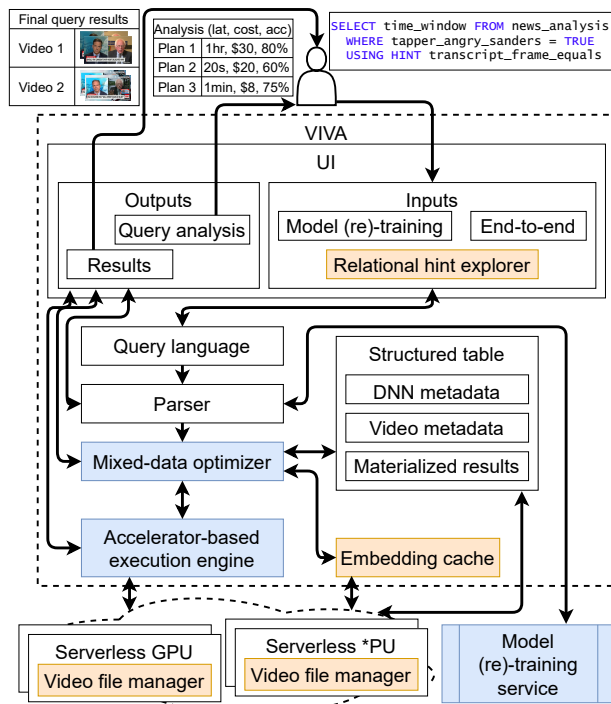 Final query results
Video 1
Video 2
Analysis (lat, cost, acc)
Plan 1 1hr, $30, 80%
Plan 2 20s, $20, 60%
Plan 3 1min, $8, 75%
SELECT time_window FROM news_analysis
WHERE tapper_angry_sanders = TRUE
USING HINT transcript_frame_equals
VIVA
UI
Outputs
Query analysis
Results
Inputs
Model (re)-training
End-to-end
Relational hint explorer
Query language
Parser
Mixed-data optimizer
Accelerator-based
execution engine
Structured table
DNN metadata
Video metadata
Materialized results
Embedding cache
Serverless GPU
Video file manager
Serverless *PU
Video file manager
Model
(re)-training
service